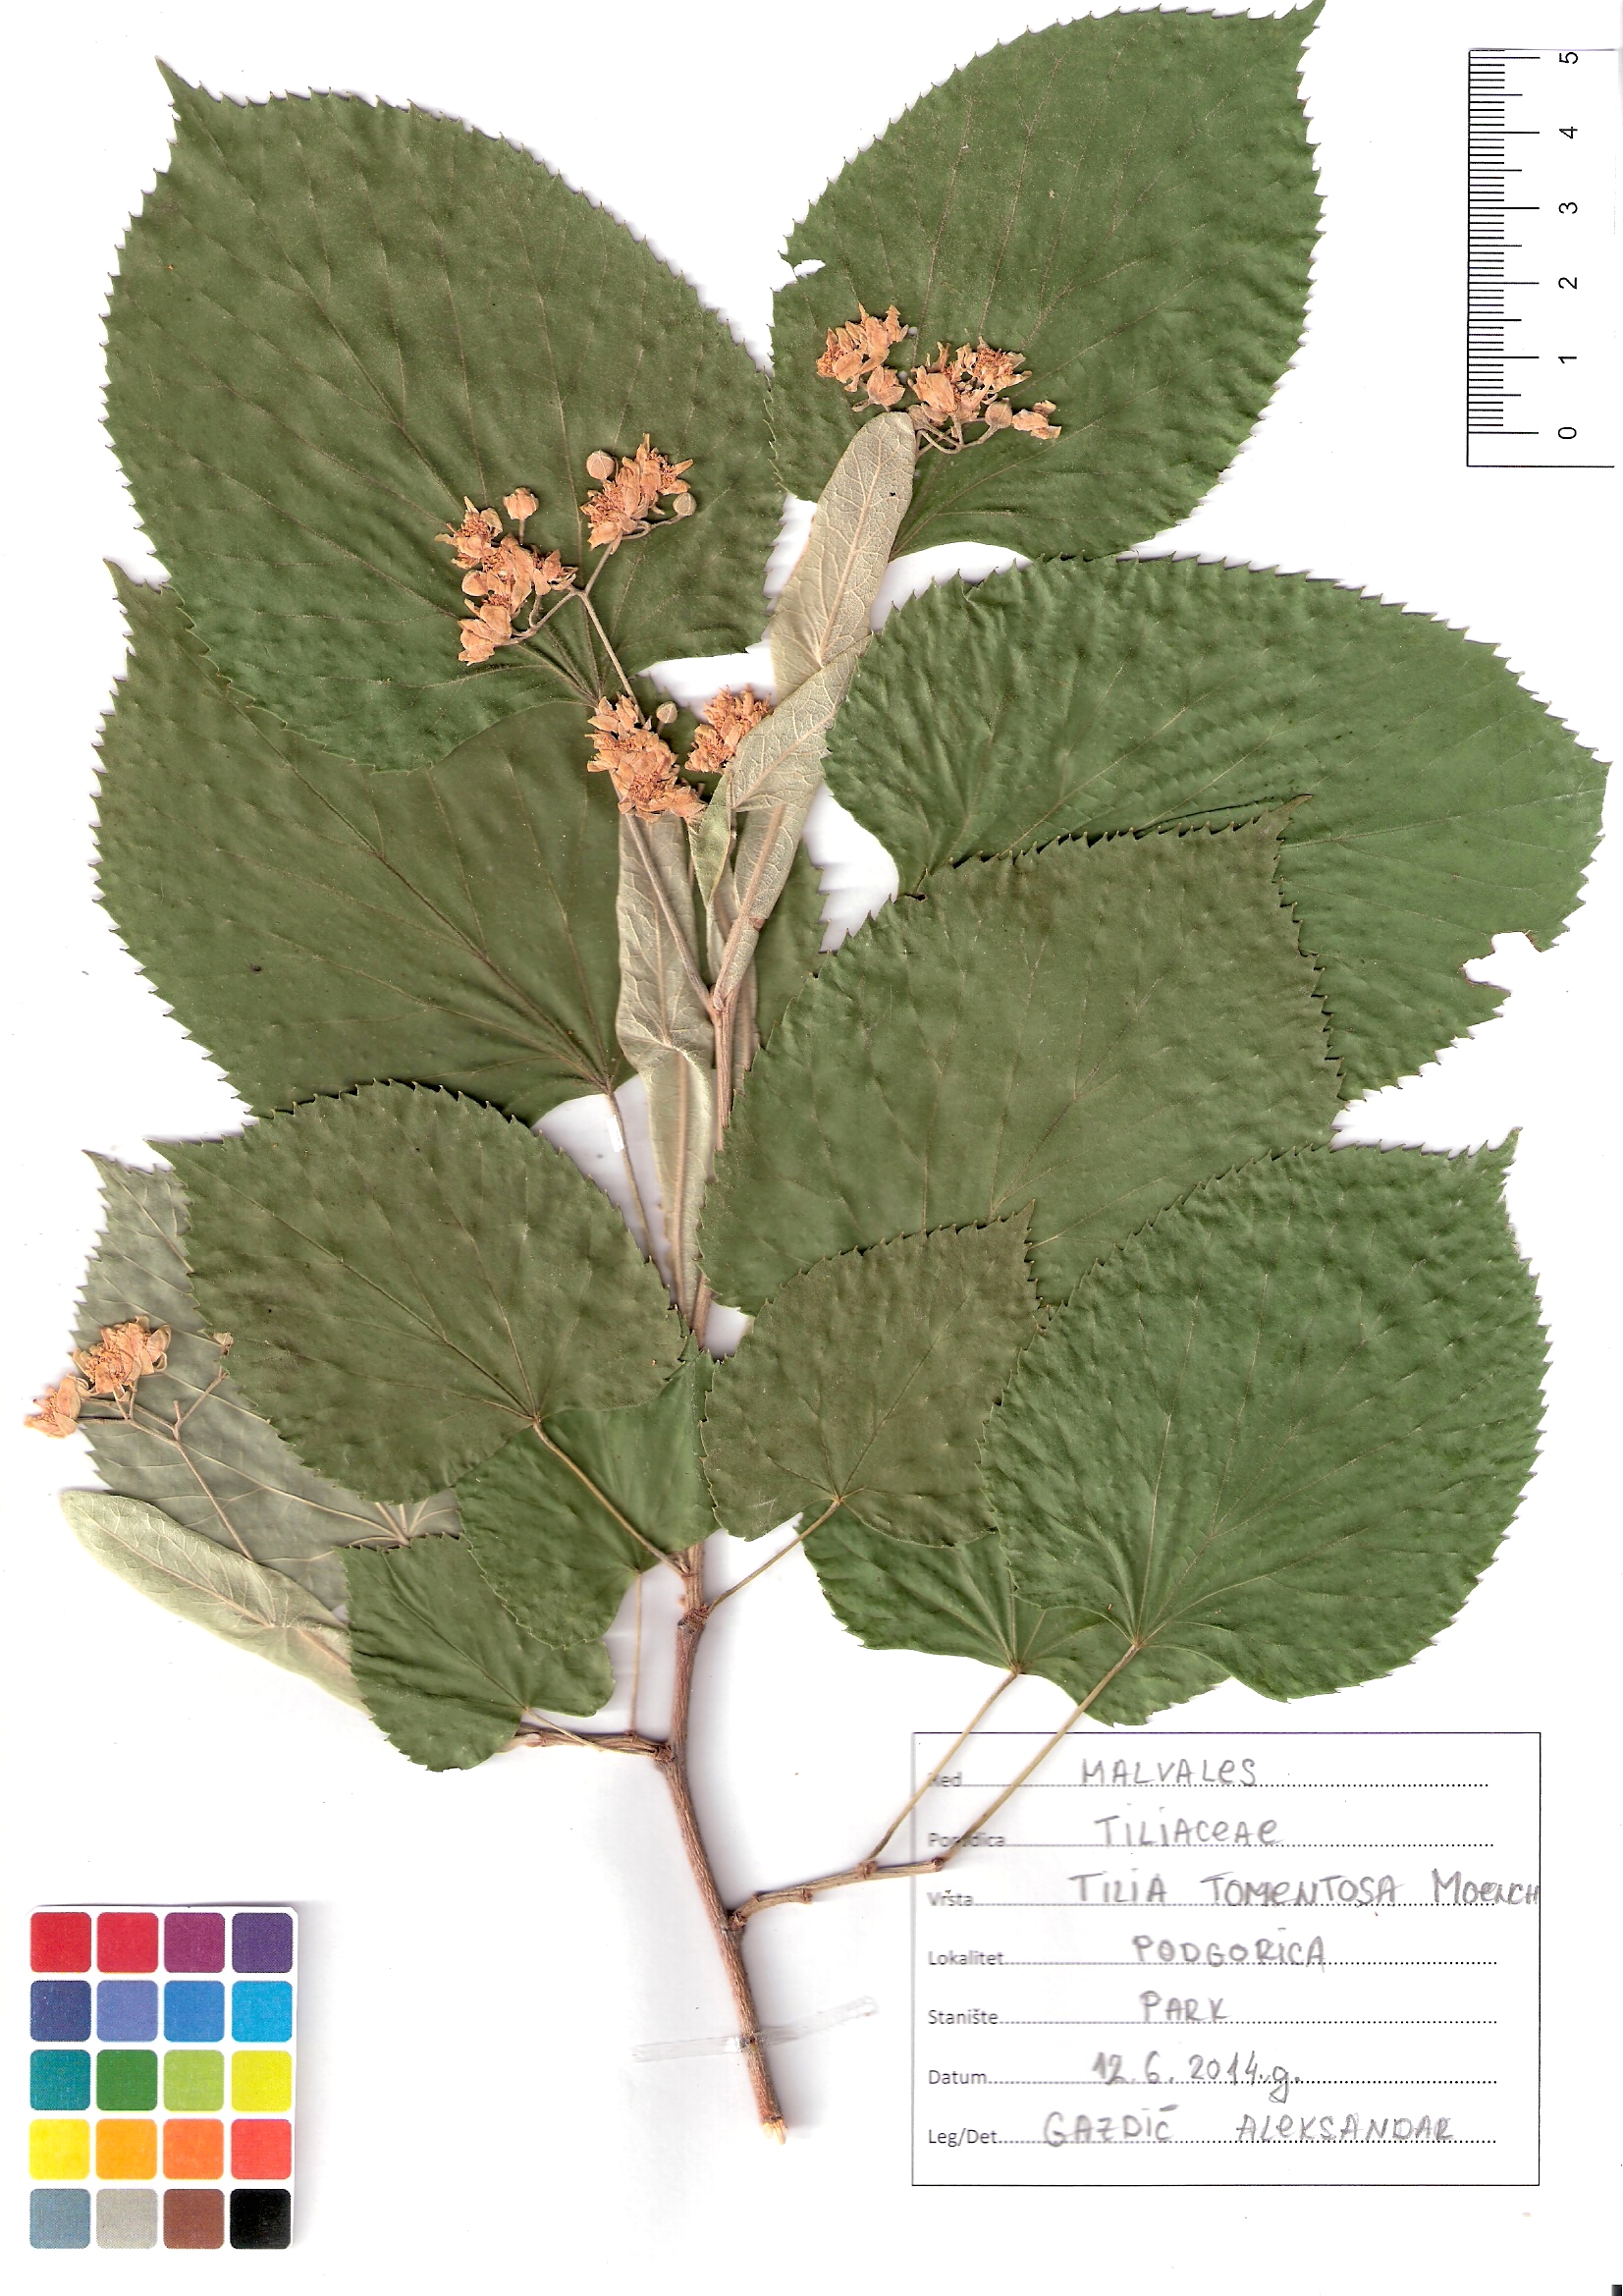 5
4
3
2
1
0
Red MALVALES
Porodica TILIACEAE
Vršta TILIA TOMENTOSA MOENCH
Lokalitet PODGORICA
Stanište PARK
Datum 12.6.2014.g.
Leg/Det GAZDIĆ ALEKSANDAR